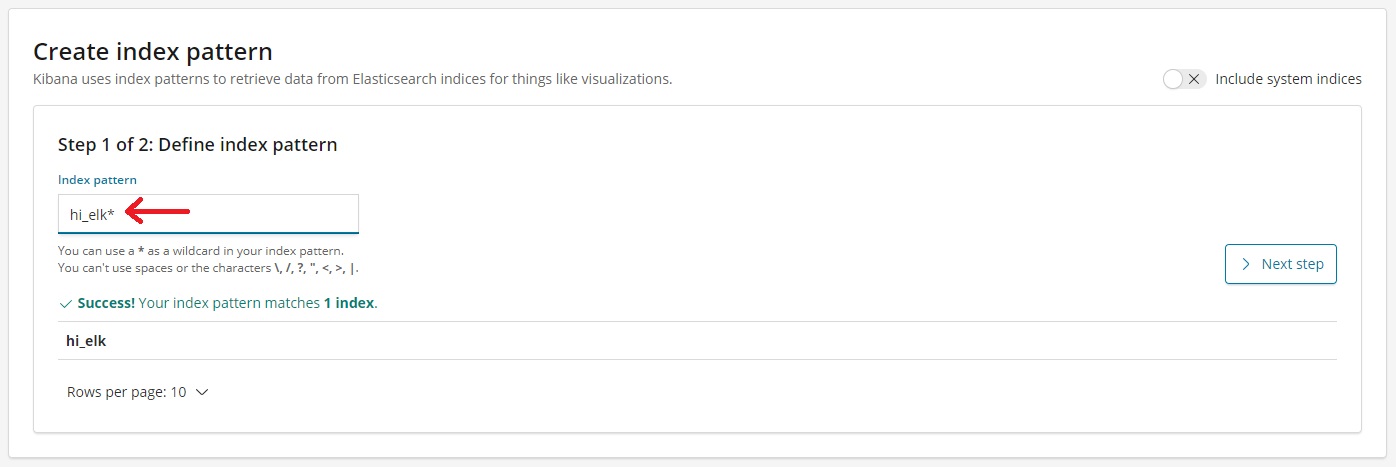 Create index pattern
Kibana uses index patterns to retrieve data from Elasticsearch indices for things like visualizations.
Include system indices
Step 1 of 2: Define index pattern
Index pattern
hi_elk*
You can use a * as a wildcard in your index pattern.
You can't use spaces or the characters \, /, ?, ", <, >, |.
Next step
Success! Your index pattern matches 1 index.
hi_elk
Rows per page: 10